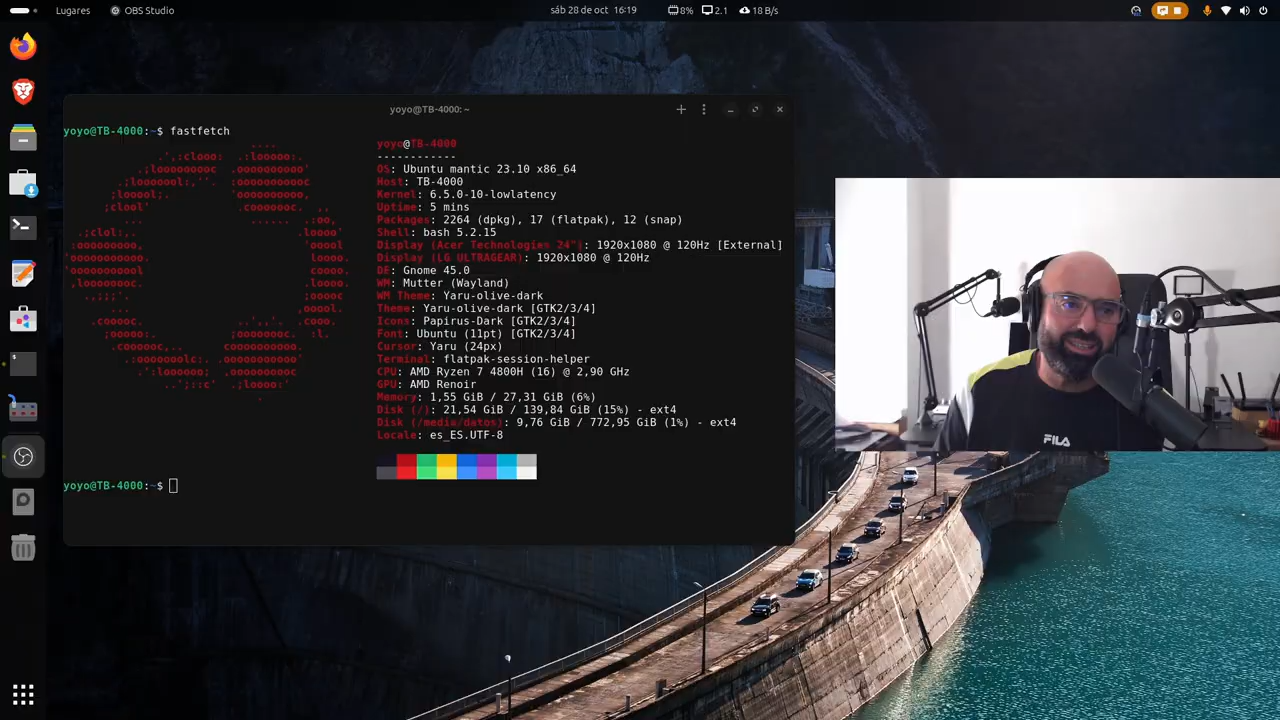 Lugares
OBS Studio
sáb 28 de oct 16:19
8%
2.1
18 B/s
yoyo@TB-4000: ~
yoyo@TB-4000:~$ fastfetch
yoyo@TB-4000
------------
OS: Ubuntu mantic 23.10 x86_64
Host: TB-4000
Kernel: 6.5.0-10-lowlatency
Uptime: 5 mins
Packages: 2264 (dpkg), 17 (flatpak), 12 (snap)
Shell: bash 5.2.15
Display (Acer Technologies 24"): 1920x1080 @ 120Hz [External]
Display (LG ULTRAGEAR): 1920x1080 @ 120Hz
DE: Gnome 45.0
WM: Mutter (Wayland)
WM Theme: Yaru-olive-dark
Theme: Yaru-olive-dark [GTK2/3/4]
Icons: Papirus-Dark [GTK2/3/4]
Font: Ubuntu (11pt) [GTK2/3/4]
Cursor: Yaru (24px)
Terminal: flatpak-session-helper
CPU: AMD Ryzen 7 4800H (16) @ 2,90 GHz
GPU: AMD Renoir
Memory: 1,55 GiB / 27,31 GiB (6%)
Disk (/): 21,54 GiB / 139,84 GiB (15%) - ext4
Disk (/media/datos): 9,76 GiB / 772,95 GiB (1%) - ext4
Locale: es_ES.UTF-8
yoyo@TB-4000:~$
FILA